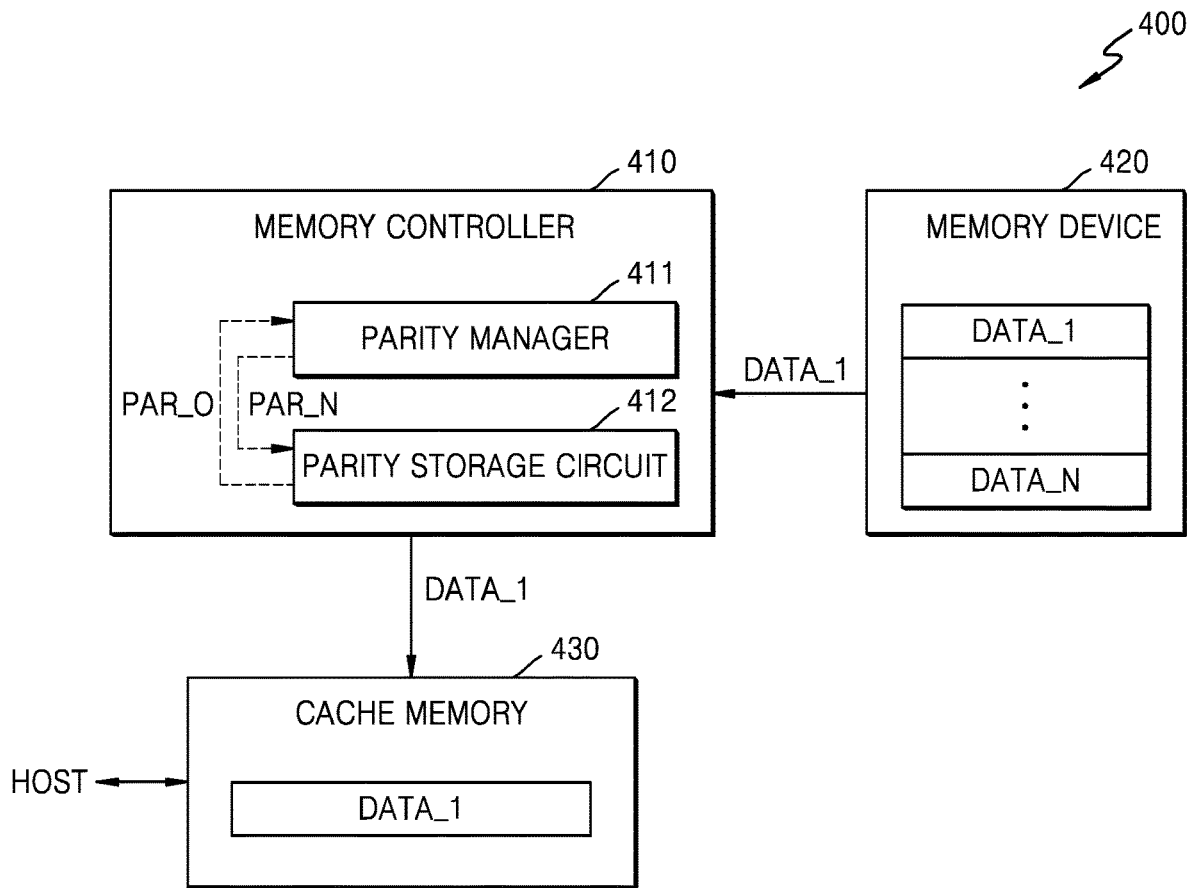 400
410
MEMORY CONTROLLER
411
PARITY MANAGER
PAR_O
PAR_N
412
PARITY STORAGE CIRCUIT
DATA_1
420
MEMORY DEVICE
DATA_1
DATA_N
DATA_1
430
CACHE MEMORY
HOST
DATA_1